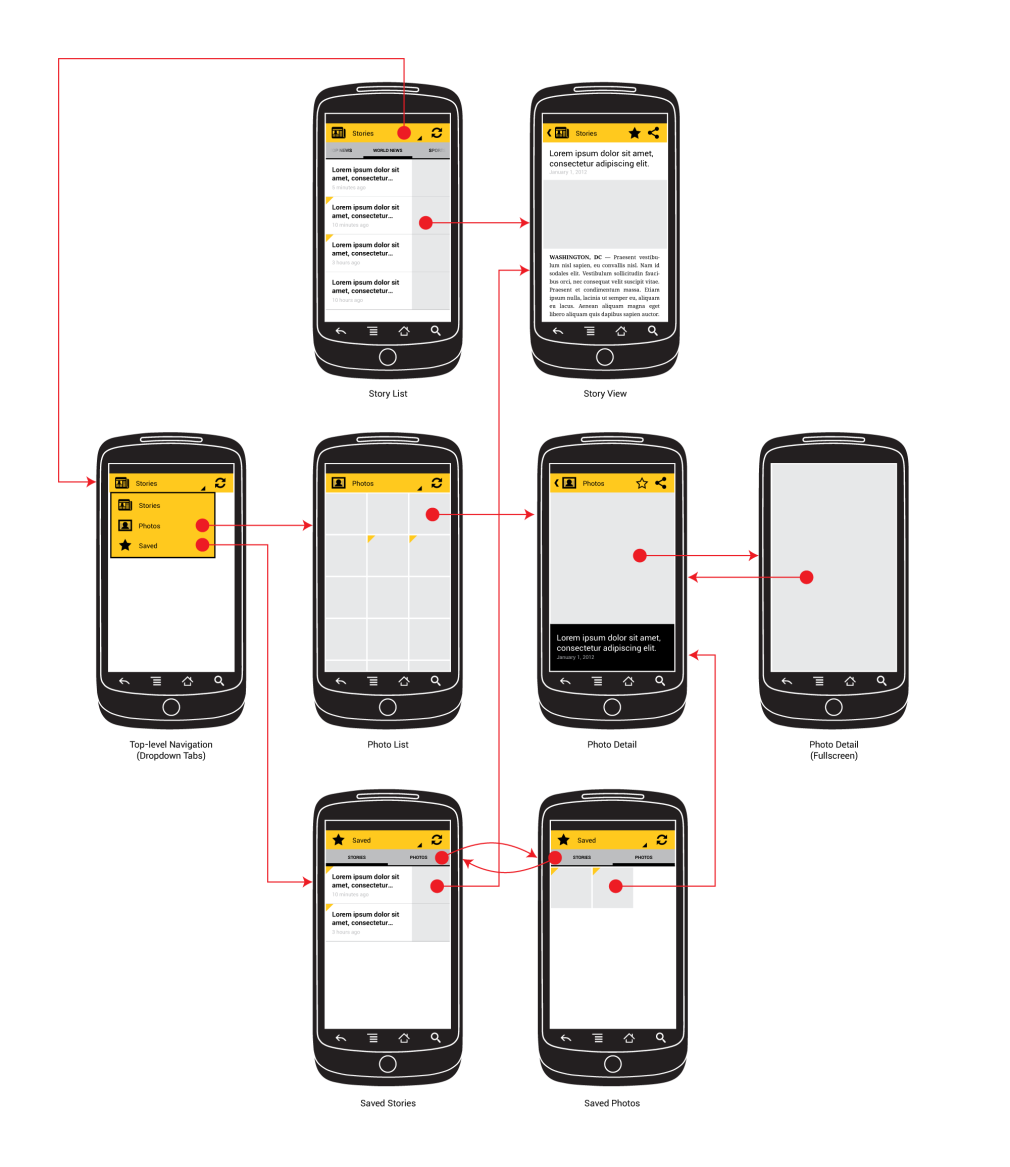 Stories
WORLD NEWS
Lorem ipsum dolor sit
amet, consectetur...
5 minutes ago
Lorem ipsum dolor sit
amet, consectetur...
10 minutes ago
Lorem ipsum dolor sit
amet, consectetur...
3 hours ago
Lorem ipsum dolor sit
amet, consectetur...
10 hours ago
Story List
Stories
Lorem ipsum dolor sit amet,
consectetur adipiscing elit.
January 1, 2012
WASHINGTON, DC — Praesent vestibu-
lum nisl sapien, eu convallis nisl. Nam id
sodales elit. Vestibulum sollicitudin fauci-
bus orci, nec consequat velit suscipit vitae.
Praesent et condimentum massa. Etiam
ipsum nulla, lacinia ut semper eu, aliquam
ex lacus. Aenean aliquam magna eget
libero aliquam quis dapibus sapien auctor.
Story View
Stories
Stories
Photos
Saved
Top-level Navigation
(Dropdown Tabs)
Photos
Photo List
Photos
Lorem ipsum dolor sit amet,
consectetur adipiscing elit.
January 1, 2012
Photo Detail
Photo Detail
(Fullscreen)
Saved
STORIES PHOTOS
Lorem ipsum dolor sit
amet, consectetur...
10 minutes ago
Lorem ipsum dolor sit
amet, consectetur...
3 hours ago
Saved Stories
Saved
STORIES PHOTOS
Saved Photos